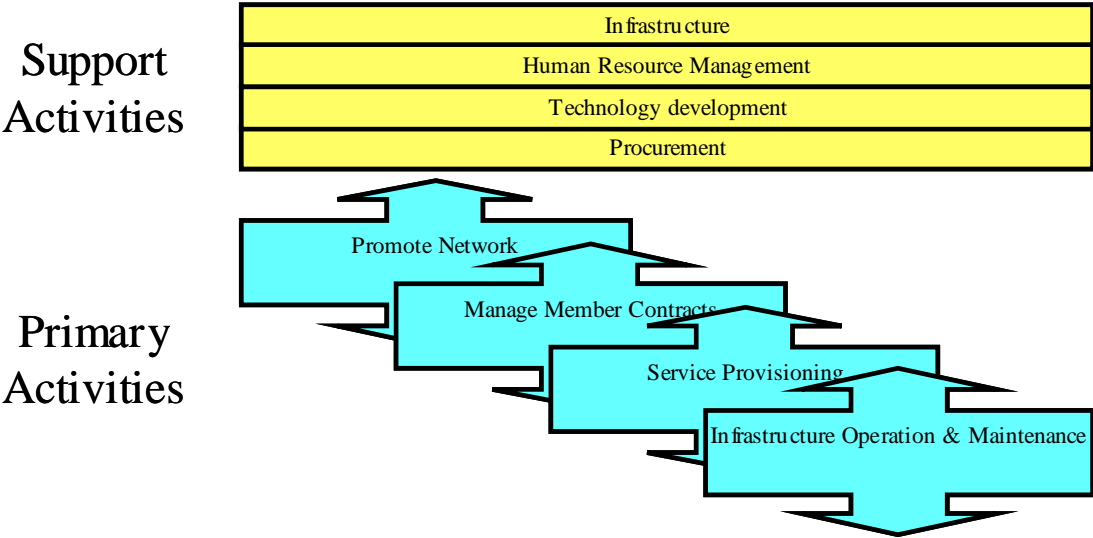 Infrastructure
Support
Activities
Human Resource Management
Technology development
Procurement
Promote Network
Manage Member Contracts
Primary
Activities
Service Provisioning
Infrastructure Operation & Maintenance